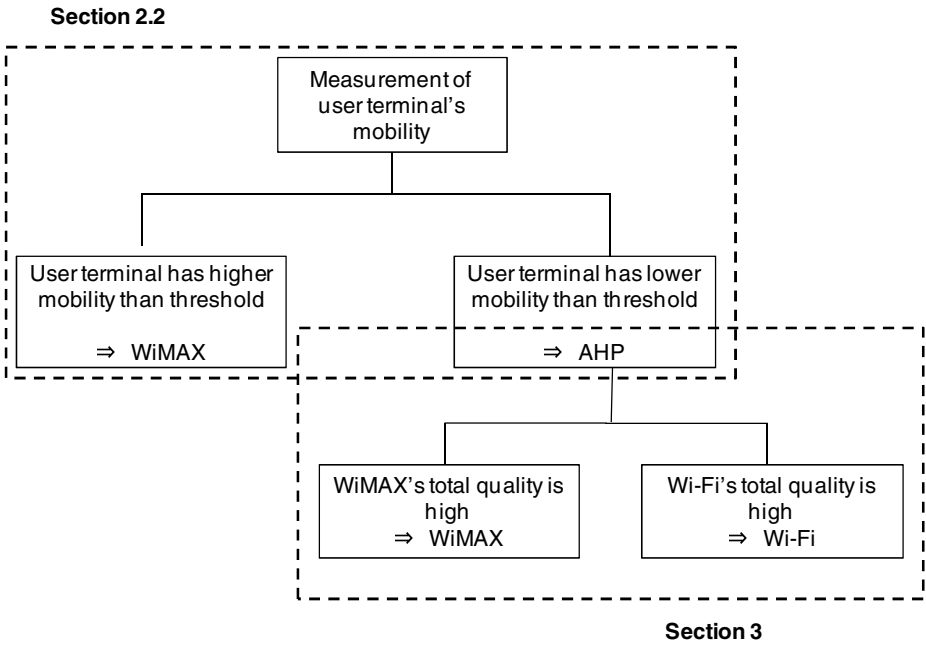 Section 2.2
Measurement of
user terminal's
mobility
User terminal has higher
mobility than threshold
⇒ WiMAX
User terminal has lower
mobility than threshold
⇒ AHP
WiMAX's total quality is
high
⇒ WiMAX
Wi-Fi's total quality is
high
⇒ Wi-Fi
Section 3